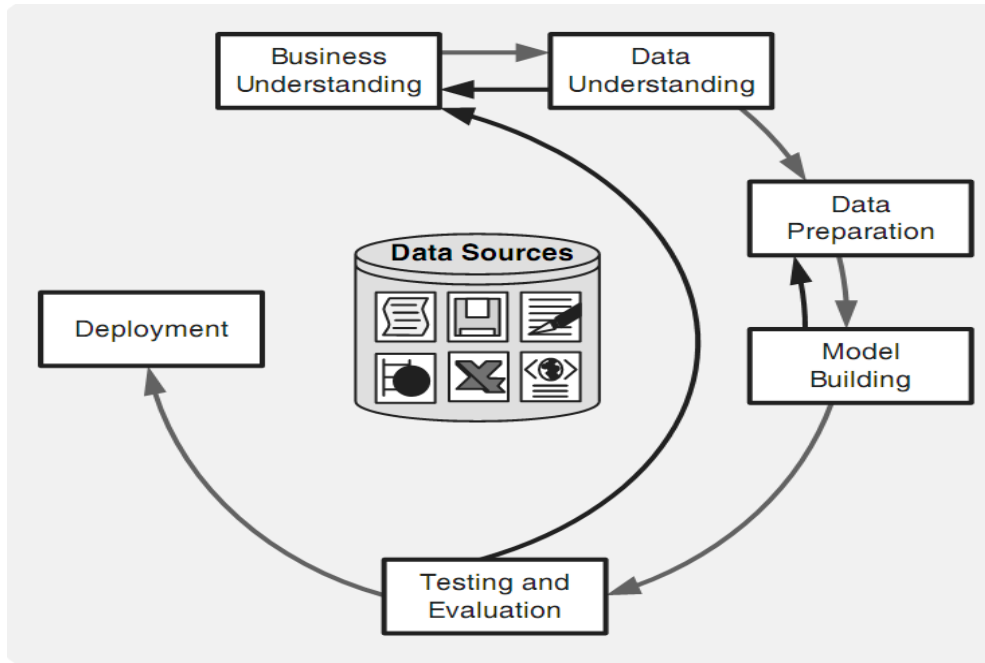 Business
Understanding
Data
Understanding
Data
Preparation
Data Sources
Deployment
Model
Building
Testing and
Evaluation